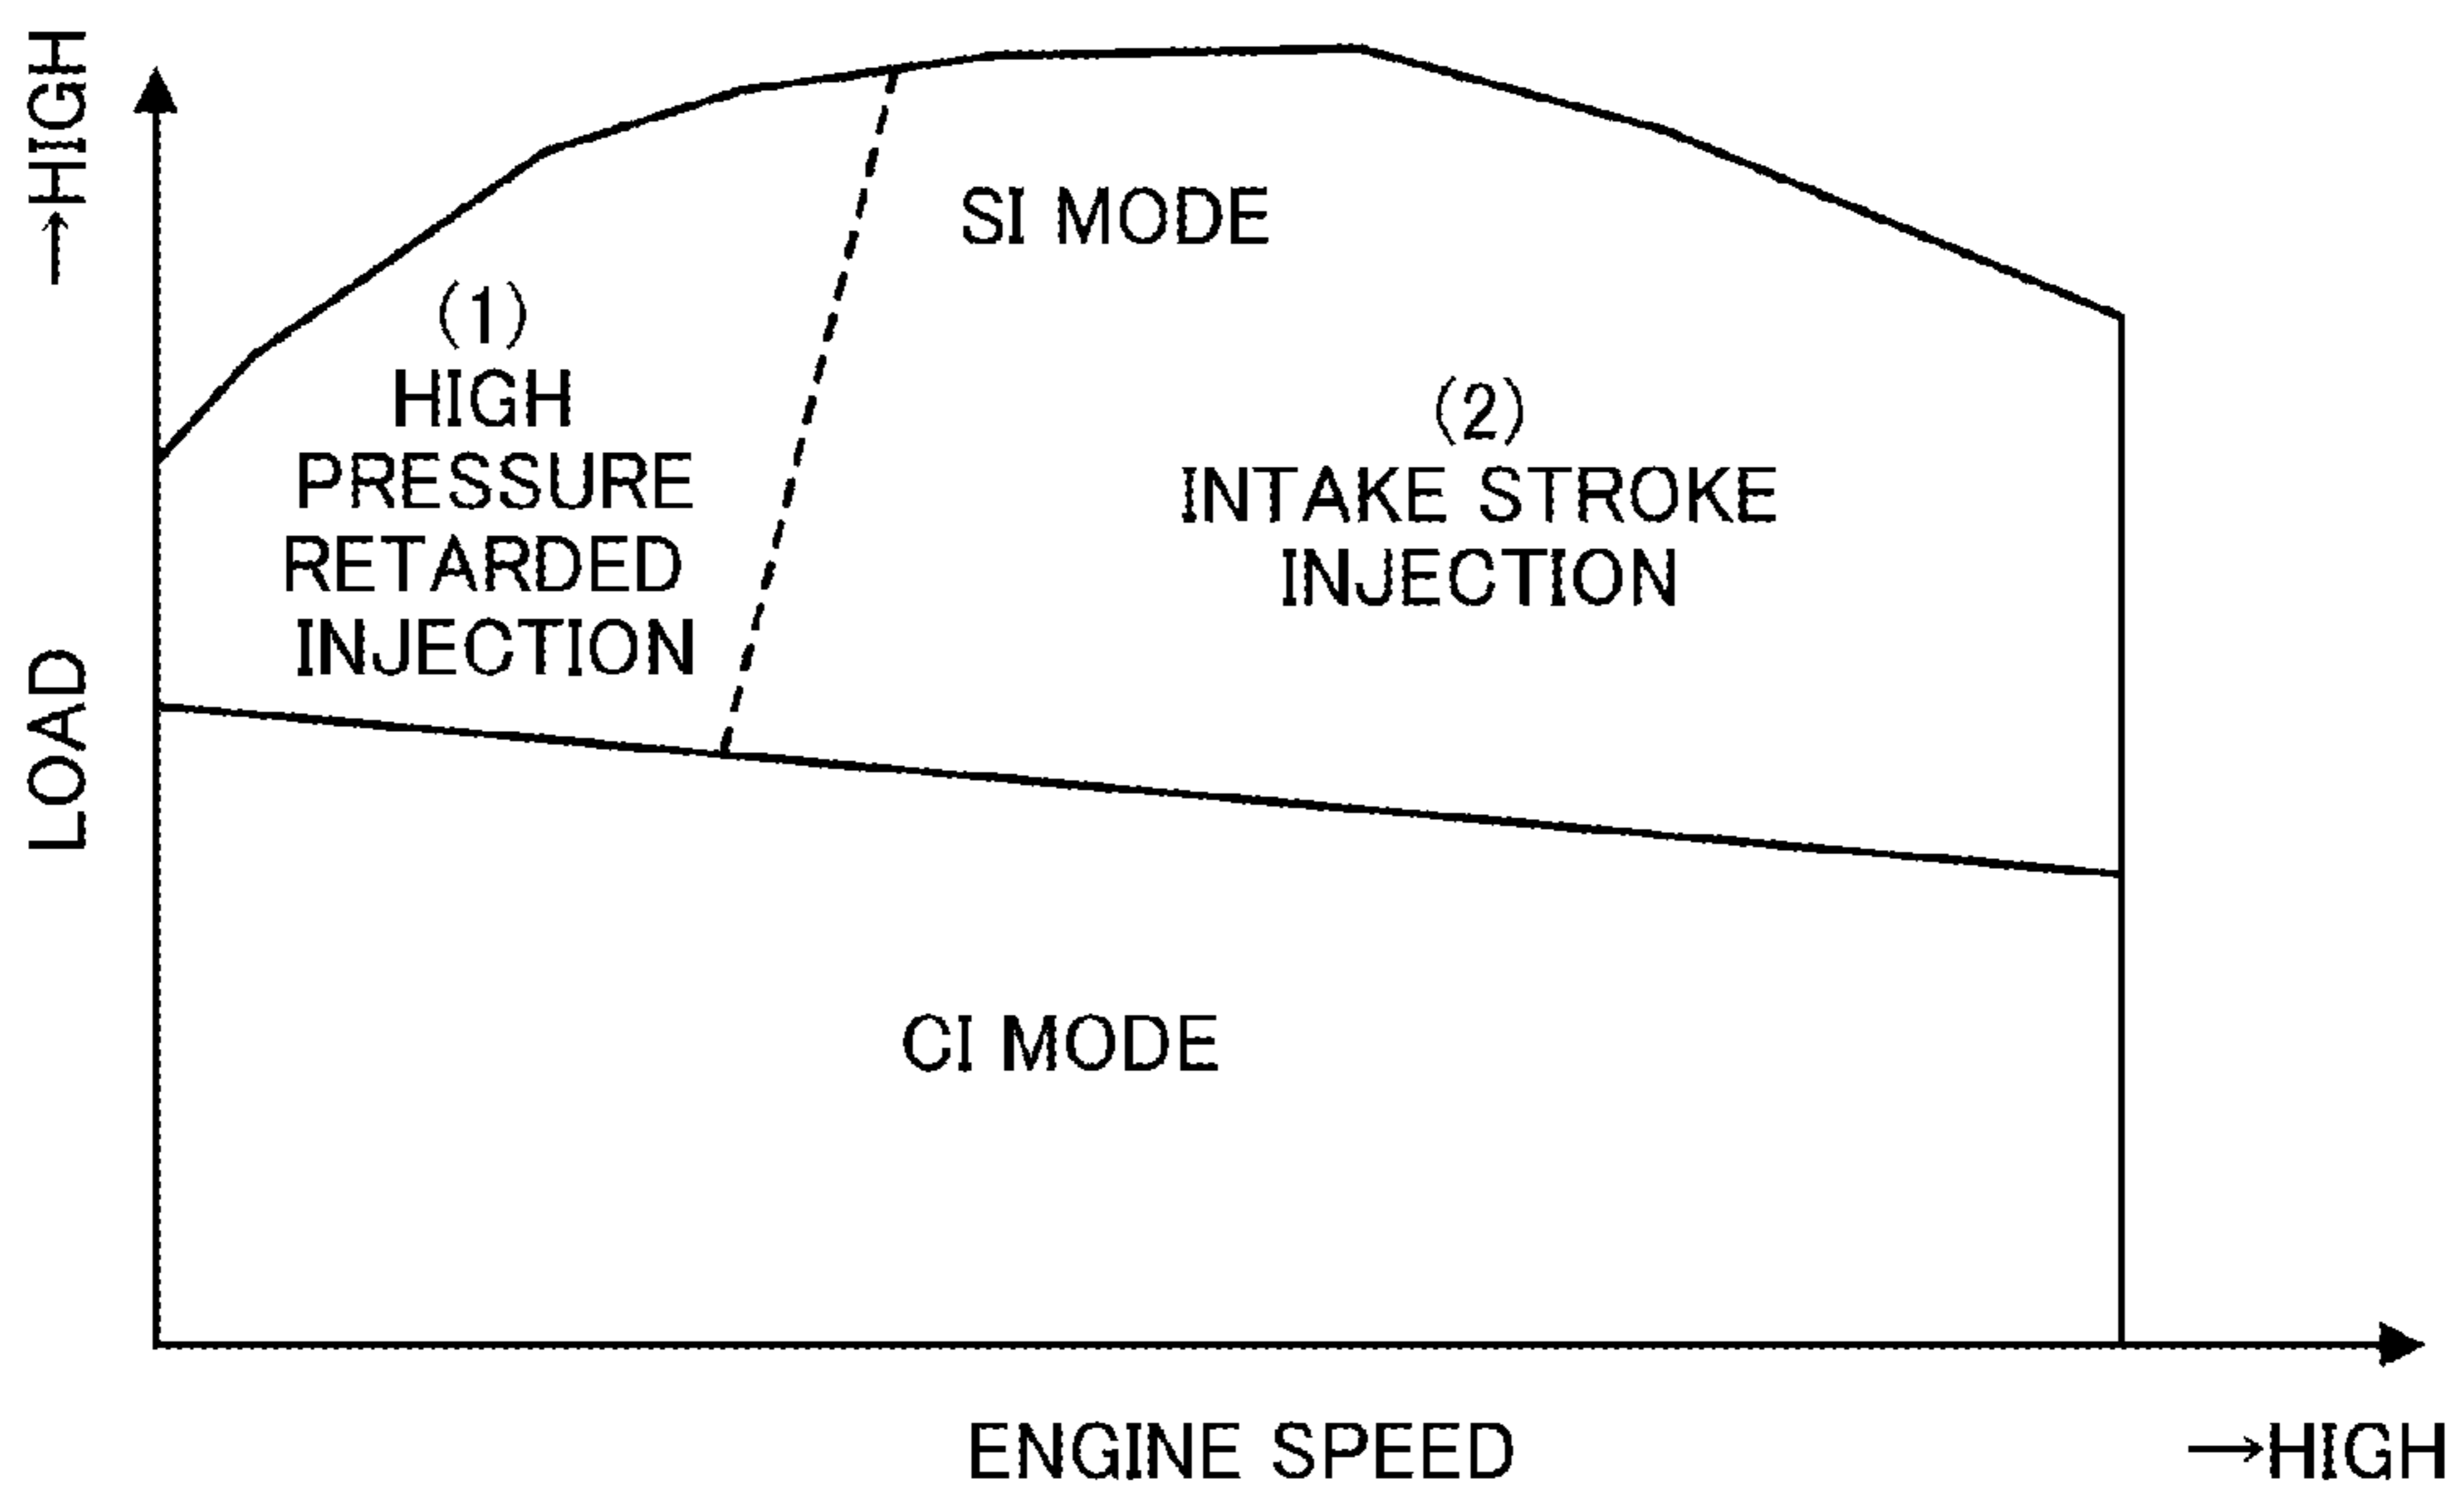 →HIGH
LOAD
SI MODE
(1)
HIGH
PRESSURE
RETARDED
INJECTION
(2)
INTAKE STROKE
INJECTION
CI MODE
ENGINE SPEED
→HIGH